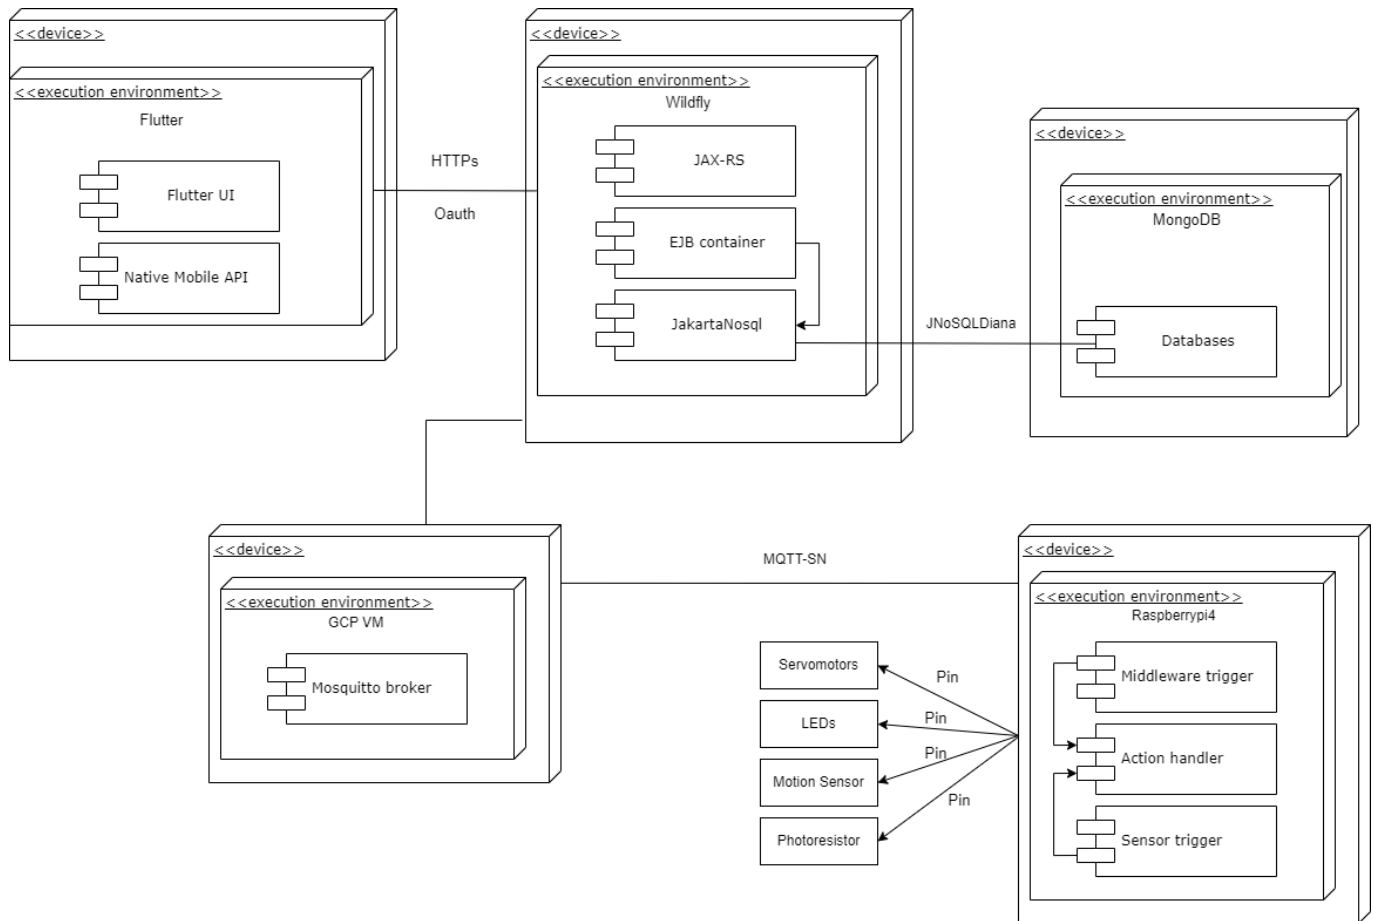 <<device>>
<<execution environment>>
Flutter
Flutter UI
Native Mobile API
HTTPs
Oauth
<<device>>
<<execution environment>>
Wildfly
JAX-RS
EJB container
JakartaNosql
JNoSQLDiana
<<device>>
<<execution environment>>
MongoDB
Databases
<<device>>
<<execution environment>>
GCP VM
Mosquitto broker
MQTT-SN
Servomotors
LEDs
Motion Sensor
Photoresistor
Pin
Pin
Pin
Pin
<<device>>
<<execution environment>>
Raspberrypi4
Middleware trigger
Action handler
Sensor trigger